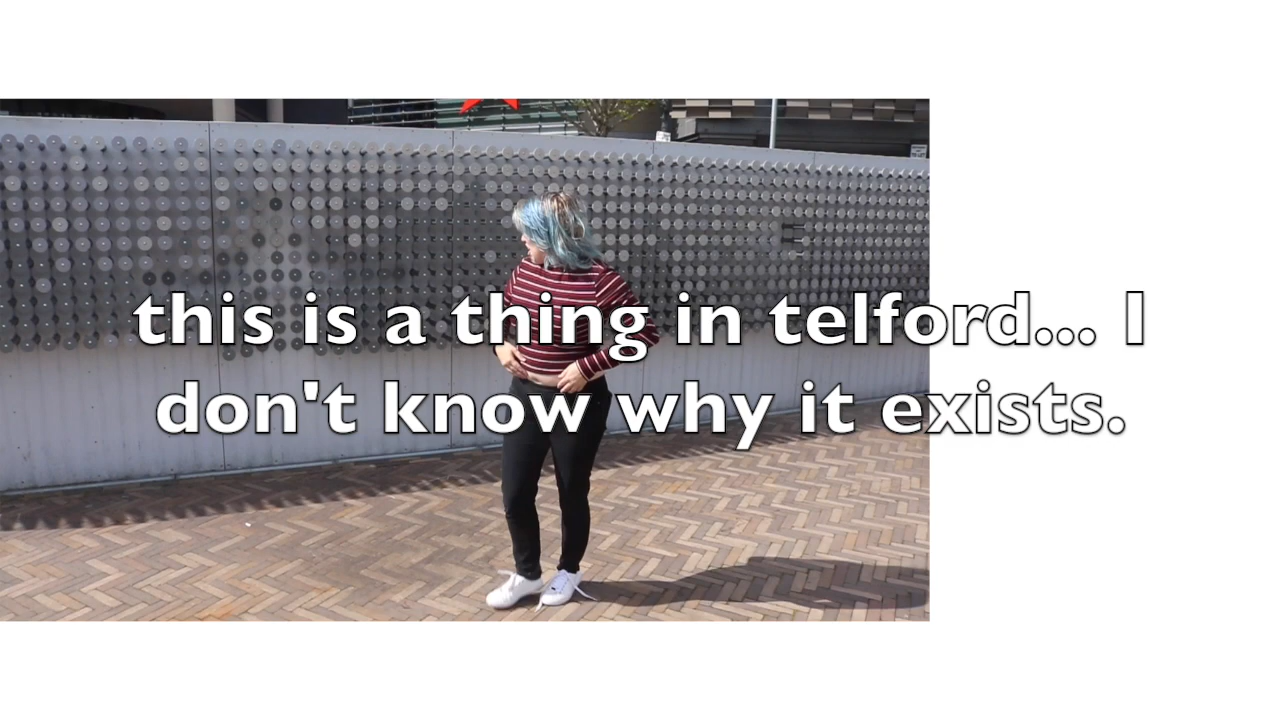 this is a thing in telford... I
don't know why it exists.